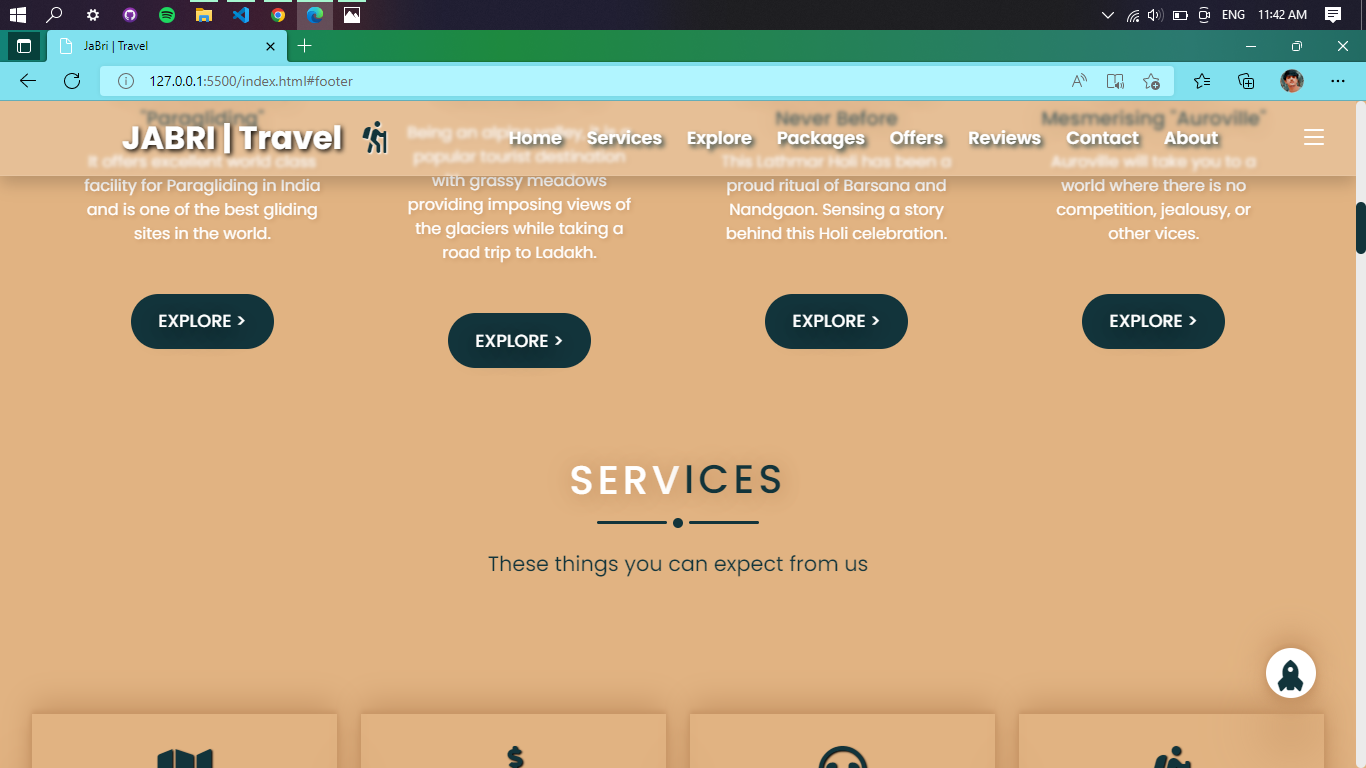 ENG 11:42 AM
JaBri | Travel
127.0.0.1:5500/index.html#footer
JABRI | Travel
Home Services Explore Packages Offers Reviews Contact About
"Paragliding"
It offers excellent world class
facility for Paragliding in India
and is one of the best gliding
sites in the world.
Being an alpine valley, it is a
popular tourist destination
with grassy meadows
providing imposing views of
the glaciers while taking a
road trip to Ladakh.
Never Before
This Lathmar Holi has been a
proud ritual of Barsana and
Nandgaon. Sensing a story
behind this Holi celebration.
Mesmerising "Auroville"
Auroville will take you to a
world where there is no
competition, jealousy, or
other vices.
EXPLORE >
EXPLORE >
EXPLORE >
EXPLORE >
SERVICES
These things you can expect from us